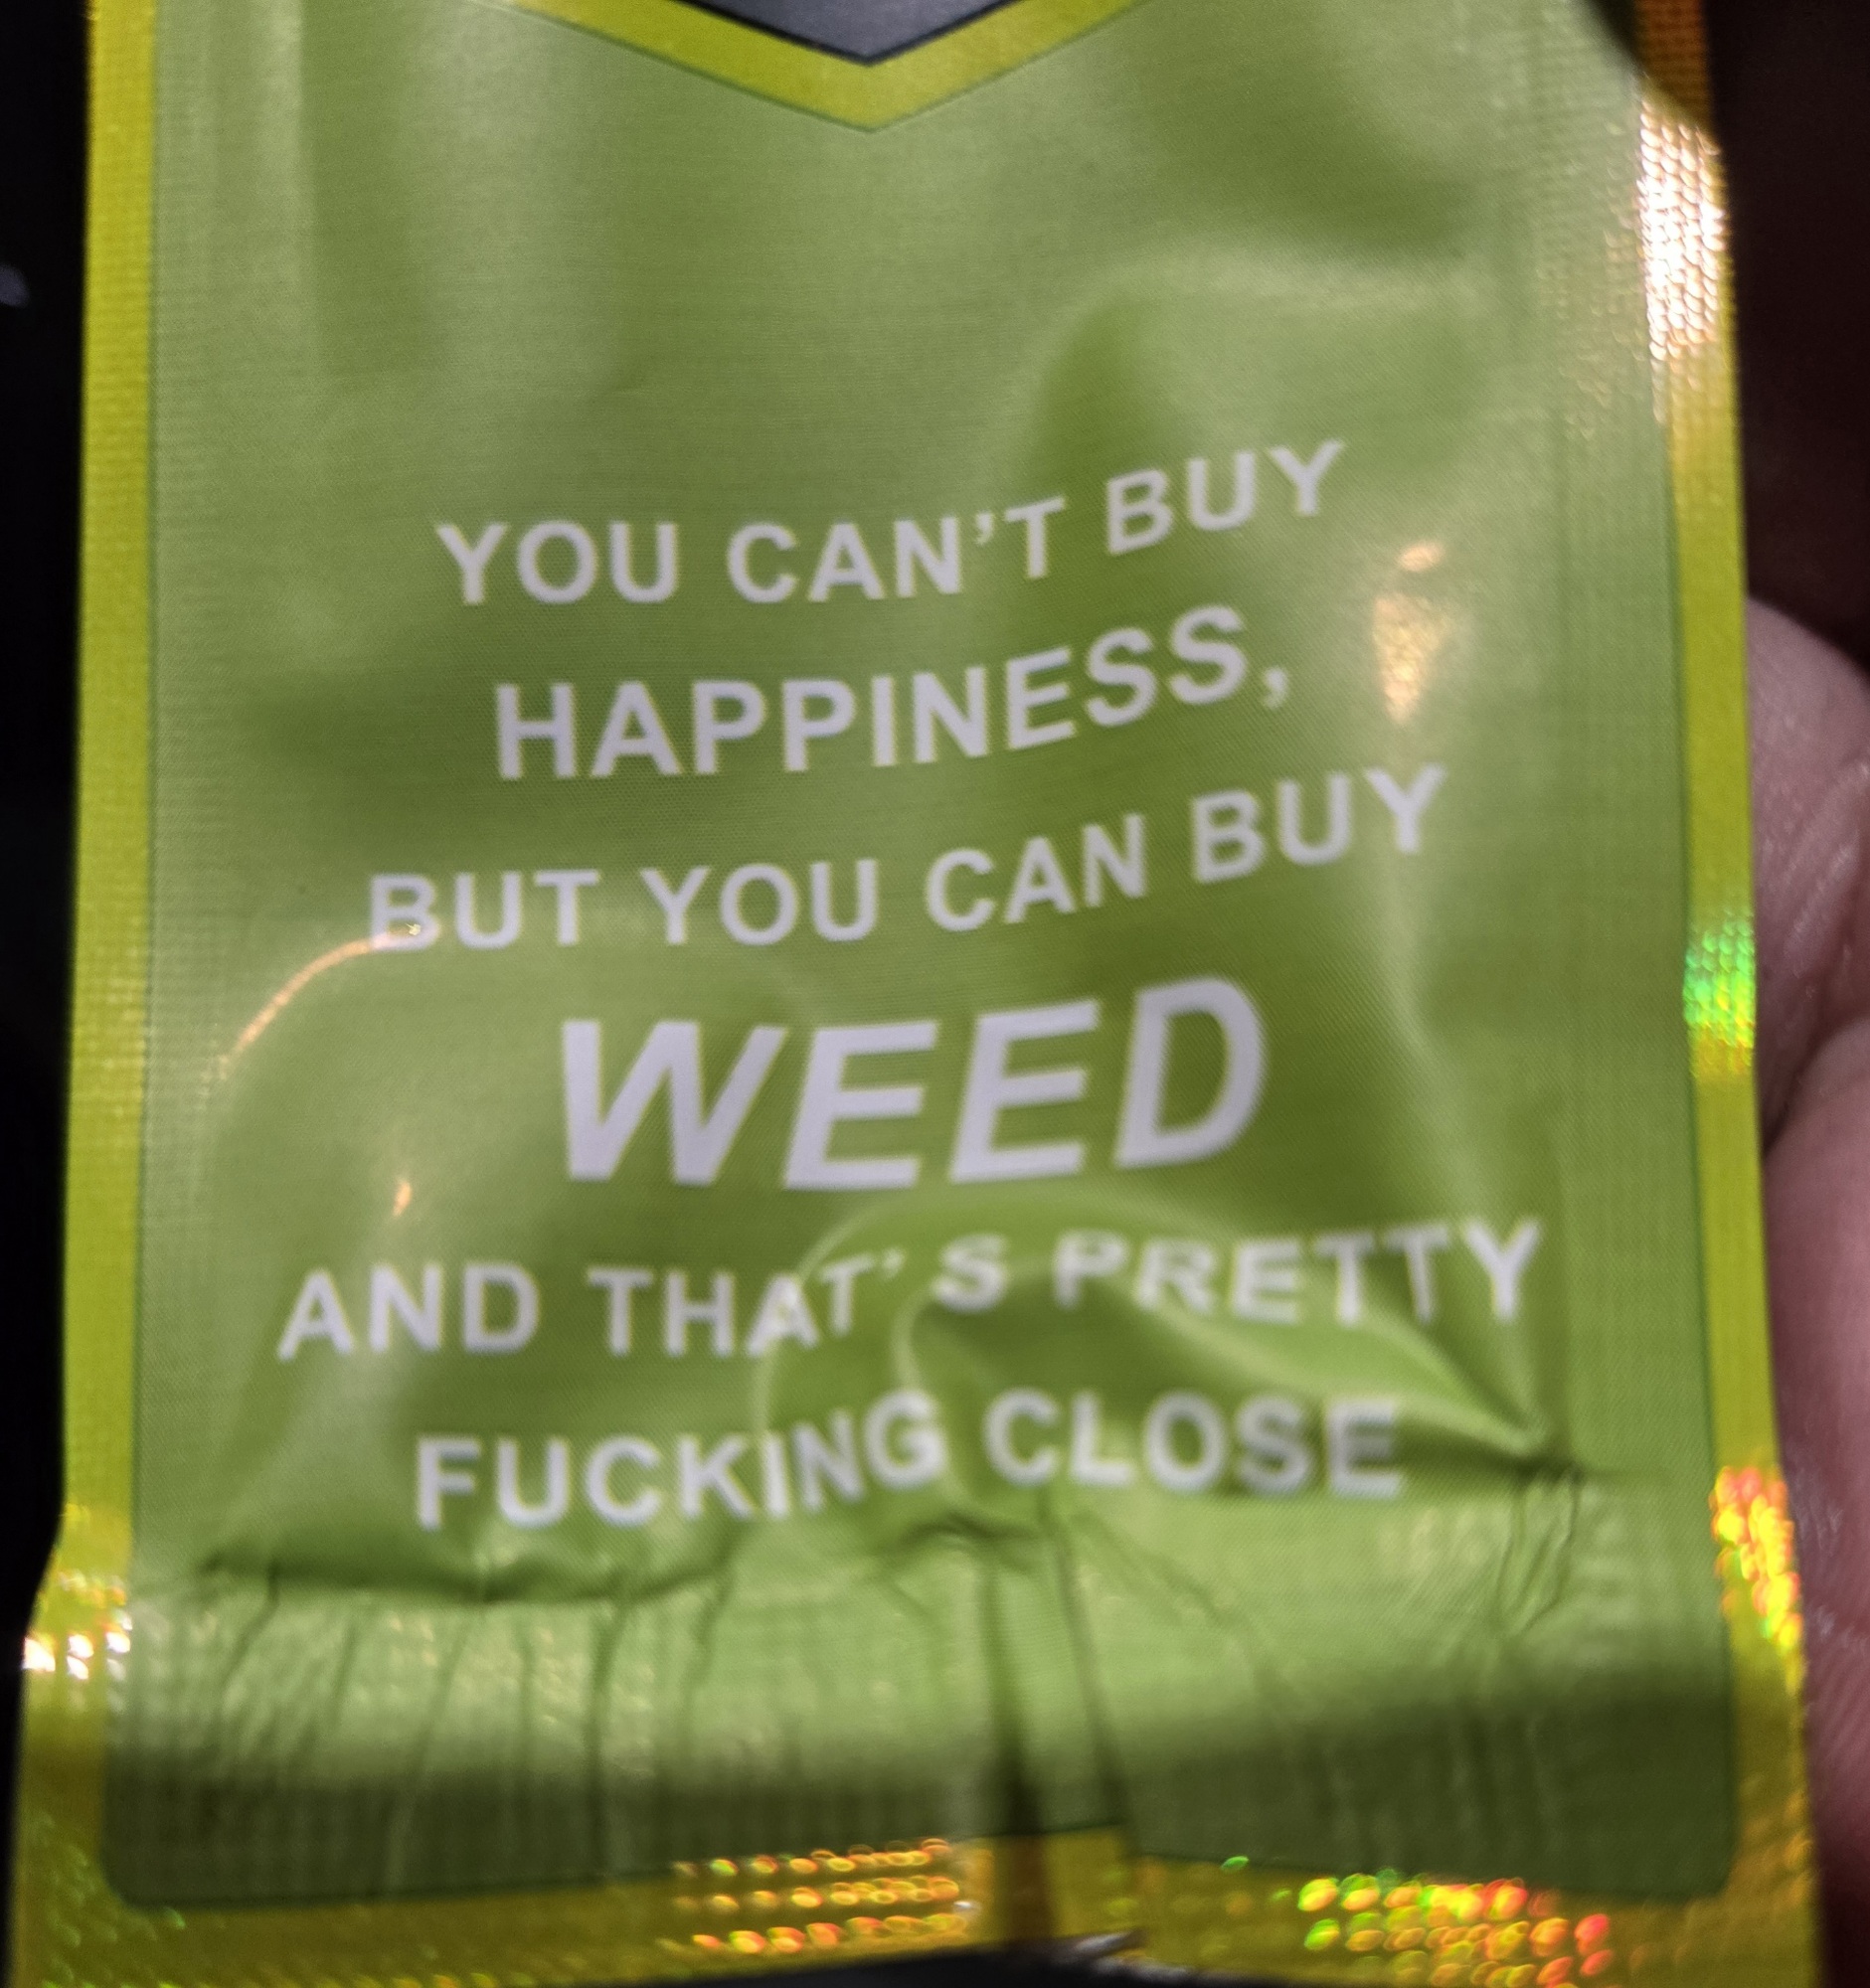 YOU CAN'T BUY
HAPPINESS,
BUT YOU CAN BUY
WEED
AND THAT'S PRETTY
FUCKING CLOSE